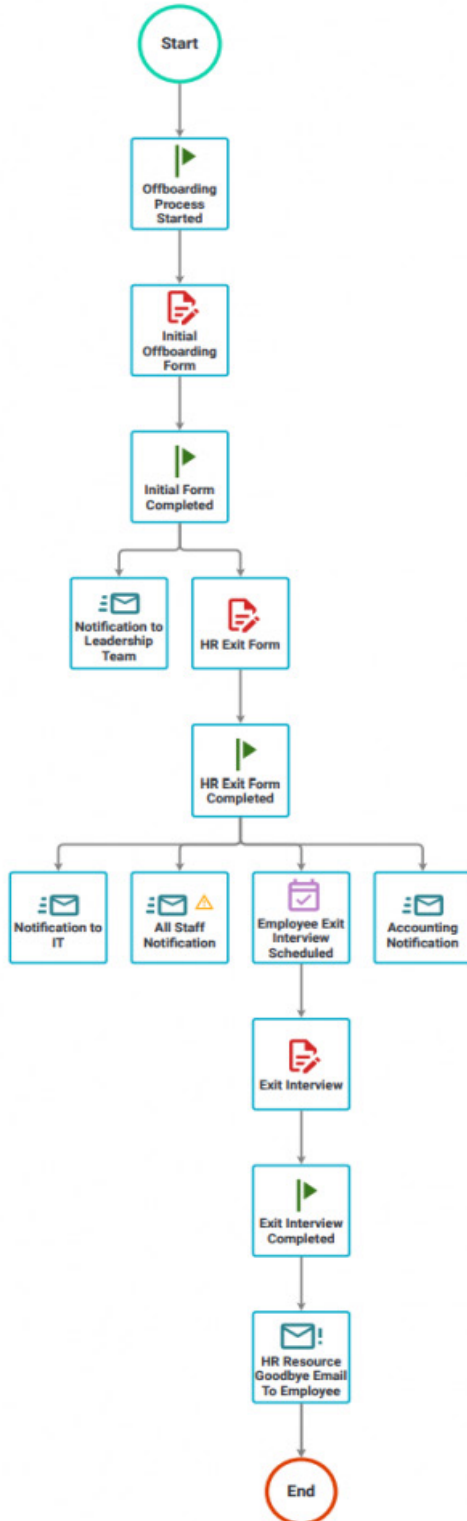 Start
Offboarding
Process
Started
Initial
Offboarding
Form
Initial Form
Completed
Notification to
Leadership
Team
HR Exit Form
HR Exit Form
Completed
Notification to
IT
All Staff
Notification
Employee Exit
Interview
Scheduled
Accounting
Notification
Exit Interview
Exit Interview
Completed
HR Resource
Goodbye Email
To Employee
End